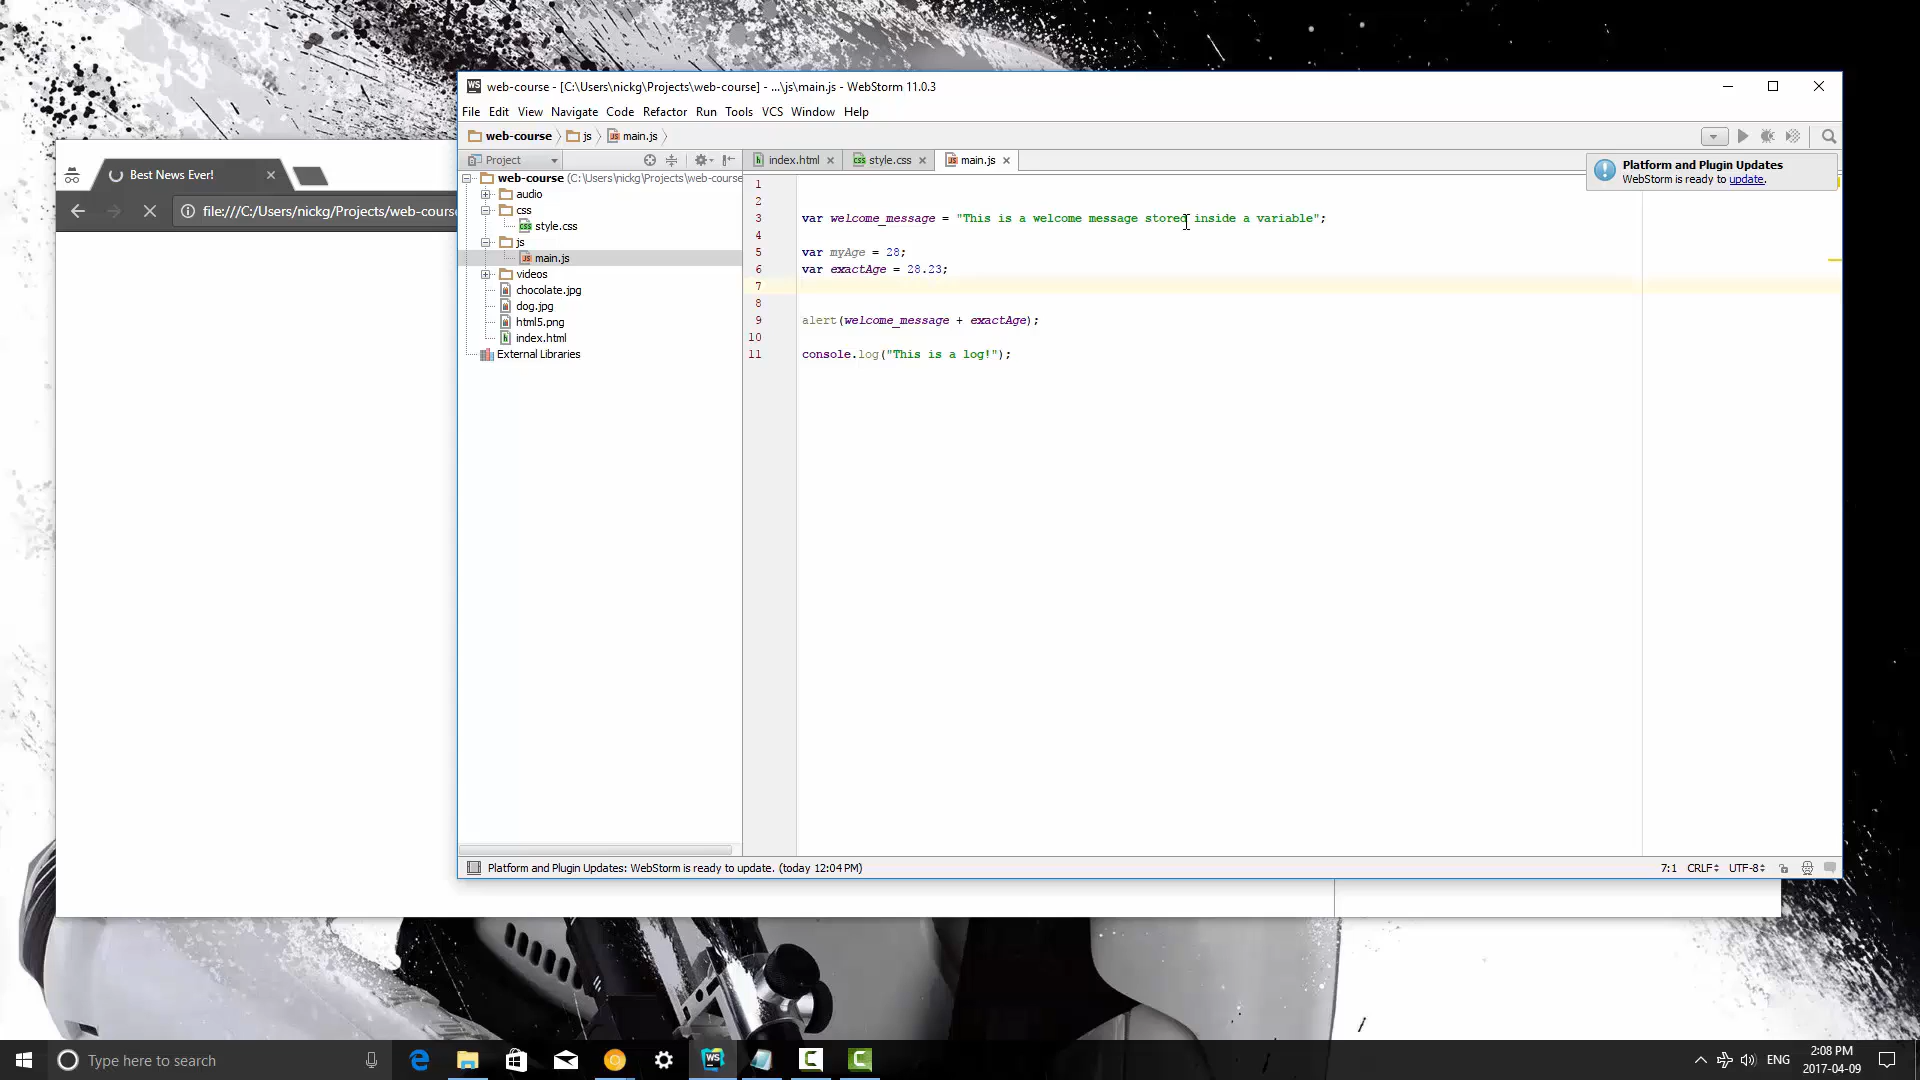 web-course - [C:\Users\nickg\Projects\web-course] - ...\js\main.js - WebStorm 11.0.3
File Edit View Navigate Code Refactor Run Tools VCS Window Help
web-course js main.js
Project
index.html style.css main.js
Platform and Plugin Updates
WebStorm is ready to update.
Best News Ever!
file:///C:/Users/nickg/Projects/web-course
web-course (C:\Users\nickg\Projects\web-course
audio
css
style.css
js
main.js
videos
chocolate.jpg
dog.jpg
html5.png
index.html
External Libraries
1
2
3 var welcome_message = "This is a welcome message stored inside a variable";
4
5 var myAge = 28;
6 var exactAge = 28.23;
7
8
9 alert(welcome_message + exactAge);
10
11 console.log("This is a log!");
Platform and Plugin Updates: WebStorm is ready to update. (today 12:04 PM)
7:1 CRLF UTF-8
Type here to search
ENG
2:08 PM
2017-04-09